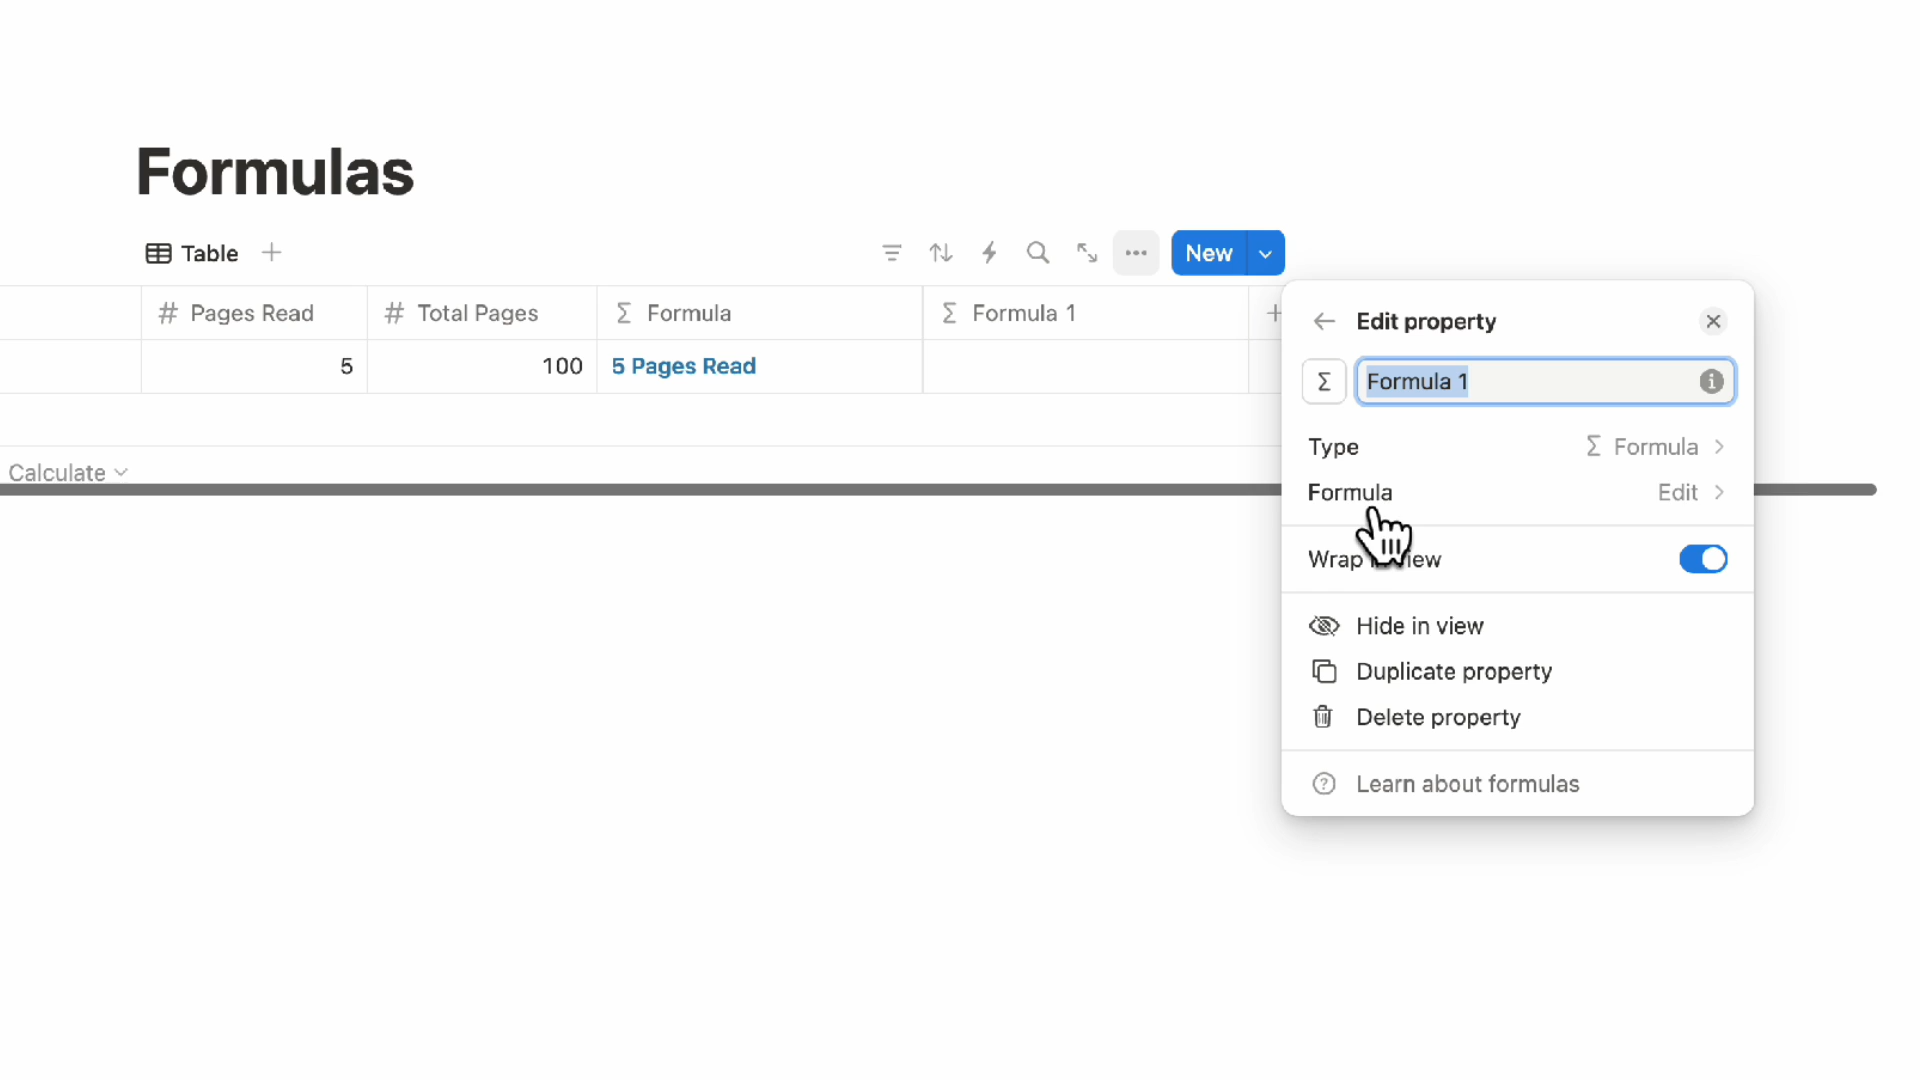 Formulas
Table
New
# Pages Read
# Total Pages
Σ Formula
Σ Formula 1
5
100
5 Pages Read
Calculate
Edit property
Σ
Formula 1
Type
Σ Formula
Formula
Edit
Wrap view
Hide in view
Duplicate property
Delete property
Learn about formulas